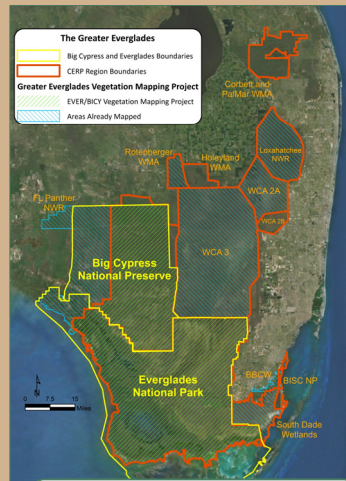 The Greater Everglades
Big Cypress and Everglades Boundaries
CERP Region Boundaries
Greater Everglades Vegetation Mapping Project
EVER/BICY Vegetation Mapping Project
Areas Already Mapped
Corbett and
PalMar WMA
Loxahatchee
NWR
Rotenberger
WMA
Holeyland
WMA
WCA 2A
FL Panther
NWR
WCA 2B
WCA 3
Big Cypress
National Preserve
Everglades
National Park
BBCW
BISC NP
South Dade
Wetlands
N
0 7.5 15
Miles